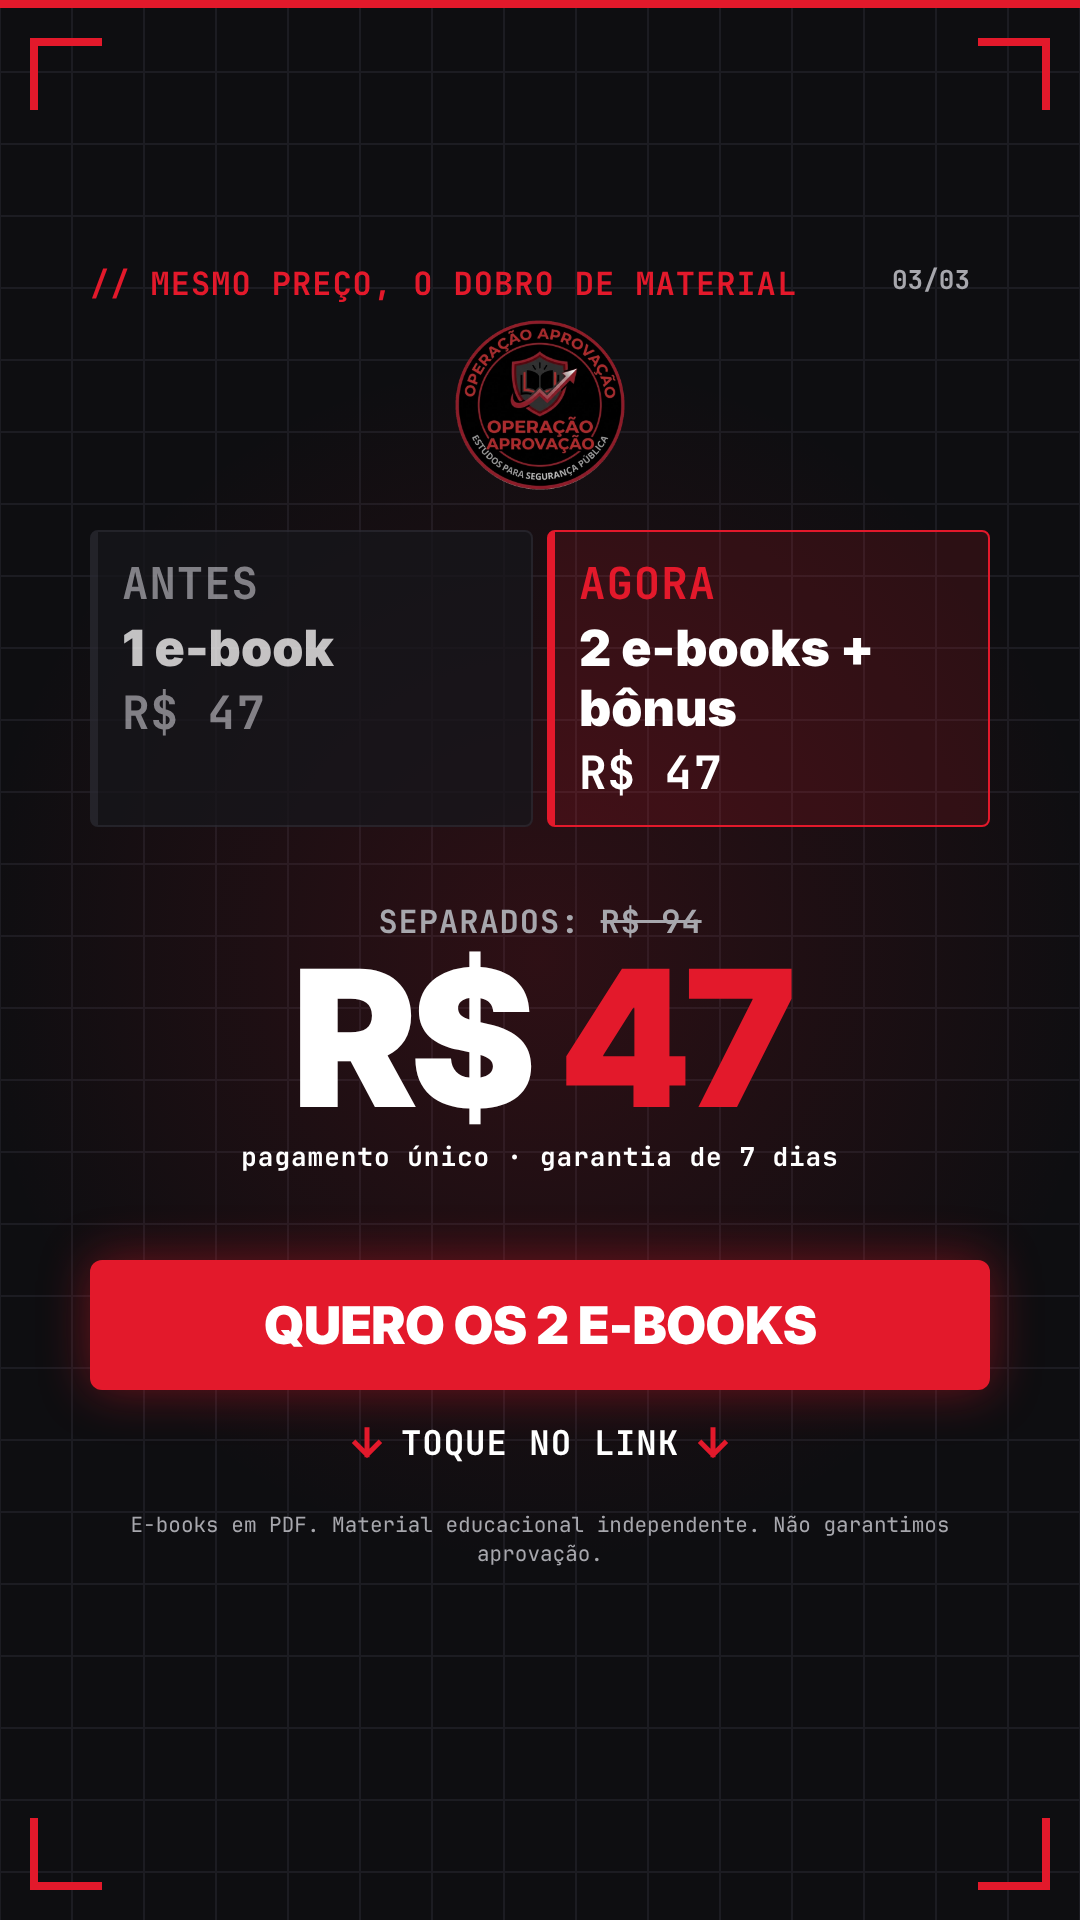 // MESMO PREÇO, O DOBRO DE MATERIAL
03/03
OPERAÇÃO APROVAÇÃO
OPERAÇÃO
APROVAÇÃO
ESTUDOS PARA SEGURANÇA PÚBLICA
ANTES
1 e-book
R$ 47
AGORA
2 e-books +
bônus
R$ 47
SEPARADOS: R$ 94
R$ 47
pagamento único · garantia de 7 dias
QUERO OS 2 E-BOOKS
↓ TOQUE NO LINK ↓
E-books em PDF. Material educacional independente. Não garantimos
aprovação.